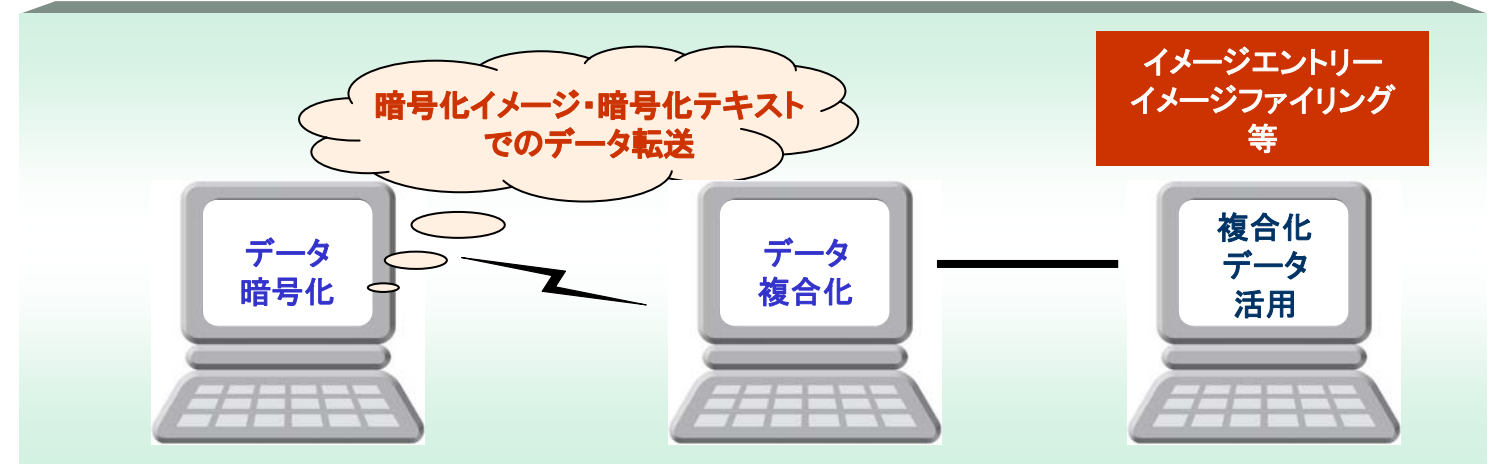 暗号化イメージ・暗号化テキスト
でのデータ転送
イメージエントリー
イメージファイリング
等
データ
暗号化
データ
複合化
複合化
データ
活用